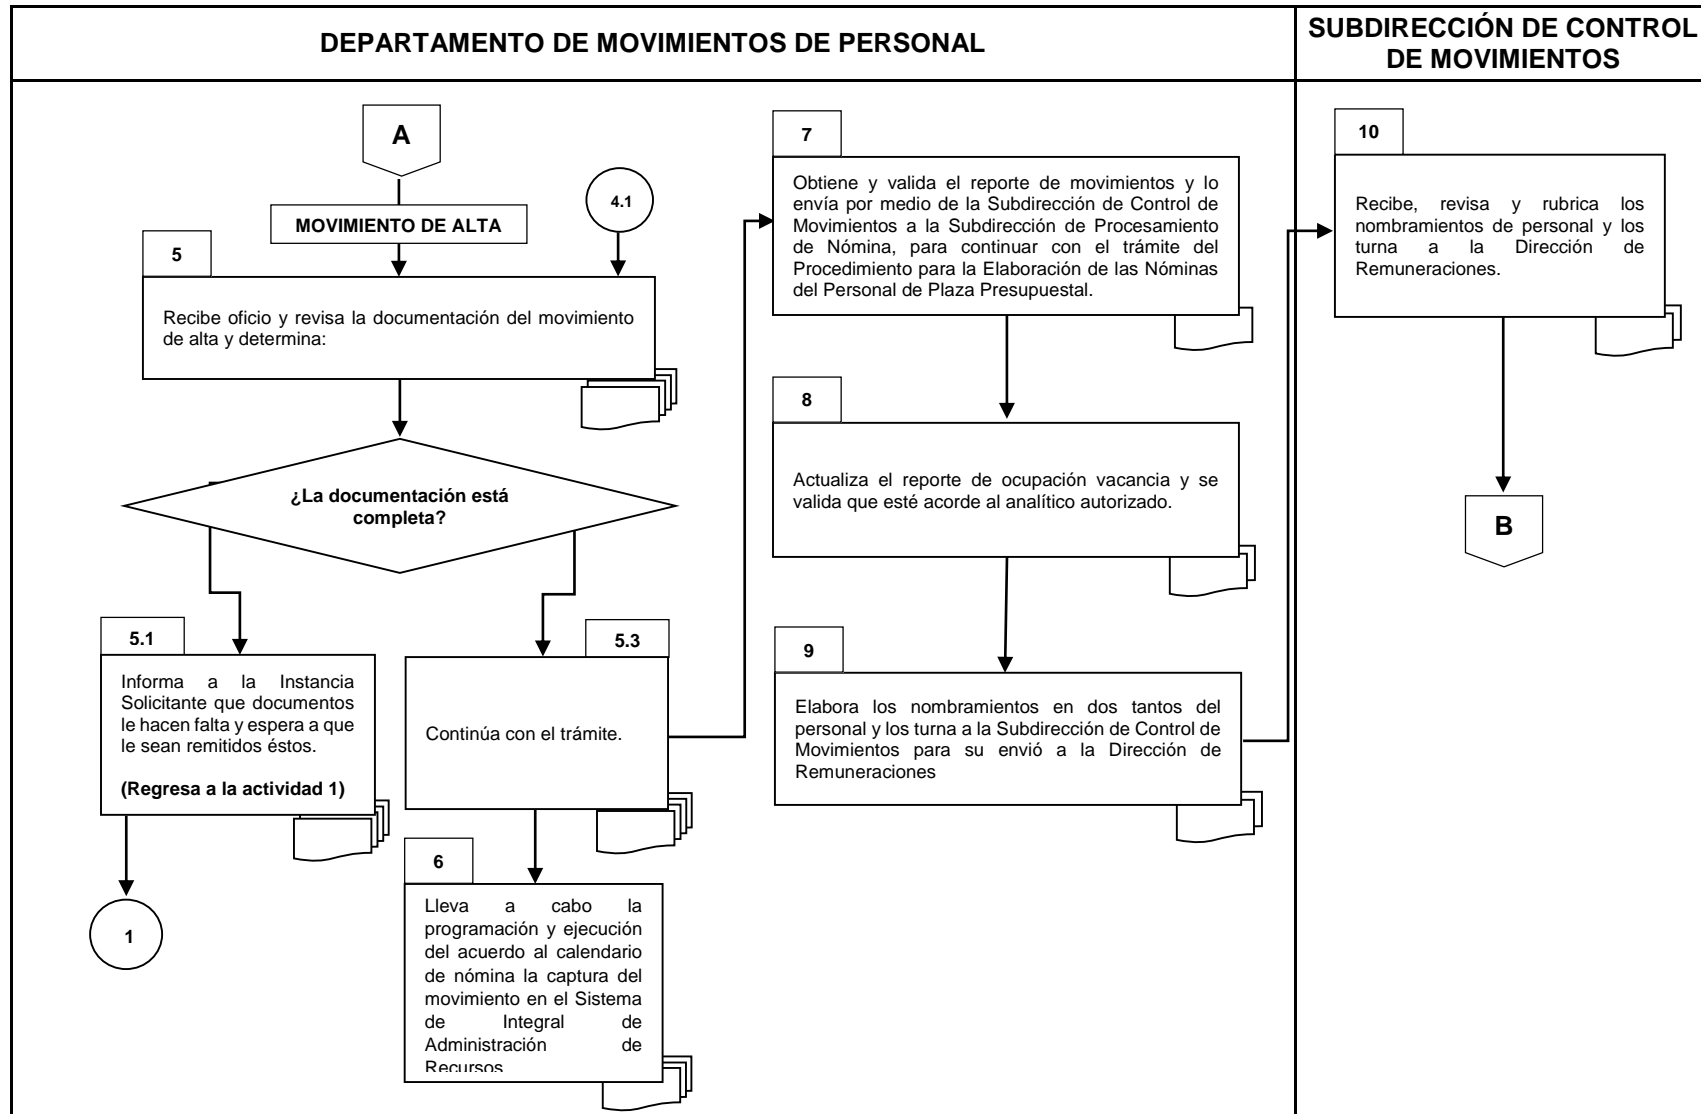 DEPARTAMENTO DE MOVIMIENTOS DE PERSONAL
SUBDIRECCIÓN DE CONTROL
DE MOVIMIENTOS
A
MOVIMIENTO DE ALTA
4.1
5
Recibe oficio y revisa la documentación del movimiento
de alta y determina:
¿La documentación está
completa?
5.1
Informa a la Instancia
Solicitante que documentos
le hacen falta y espera a que
le sean remitidos éstos.
(Regresa a la actividad 1)
1
5.3
Continúa con el trámite.
6
Lleva a cabo la
programación y ejecución
del acuerdo al calendario
de nómina la captura del
movimiento en el Sistema
de Integral de
Administración de
Recursos
7
Obtiene y valida el reporte de movimientos y lo
envía por medio de la Subdirección de Control de
Movimientos a la Subdirección de Procesamiento
de Nómina, para continuar con el trámite del
Procedimiento para la Elaboración de las Nóminas
del Personal de Plaza Presupuestal.
8
Actualiza el reporte de ocupación vacancia y se
valida que esté acorde al analítico autorizado.
9
Elabora los nombramientos en dos tantos del
personal y los turna a la Subdirección de Control de
Movimientos para su envió a la Dirección de
Remuneraciones
10
Recibe, revisa y rubrica los
nombramientos de personal y los
turna a la Dirección de
Remuneraciones.
B